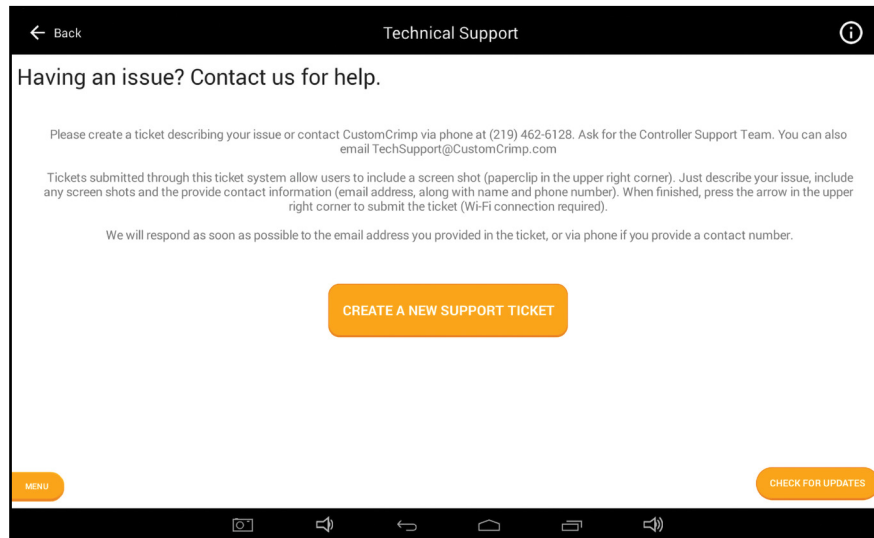 Back
Technical Support
Having an issue? Contact us for help.
Please create a ticket describing your issue or contact CustomCrimp via phone at (219) 462-6128. Ask for the Controller Support Team. You can also
email TechSupport@CustomCrimp.com
Tickets submitted through this ticket system allow users to include a screen shot (paperclip in the upper right corner). Just describe your issue, include
any screen shots and the provide contact information (email address, along with name and phone number). When finished, press the arrow in the upper
right corner to submit the ticket (Wi-Fi connection required).
We will respond as soon as possible to the email address you provided in the ticket, or via phone if you provide a contact number.
CREATE A NEW SUPPORT TICKET
MENU
CHECK FOR UPDATES